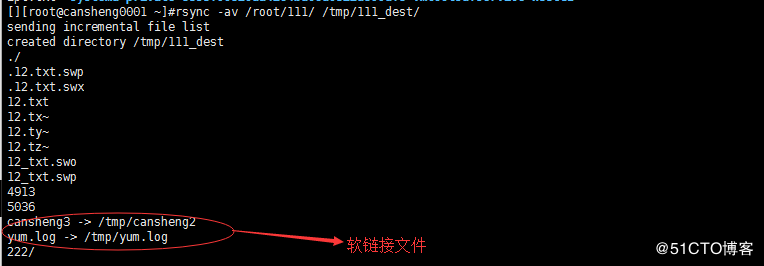 [][root@cansheng0001 ~]#rsync -av /root/111/ /tmp/111_dest/
sending incremental file list
created directory /tmp/111_dest
./
.12.txt.swp
.12.txt.swx
12.txt
12.tx~
12.ty~
12.tz~
12_txt.swo
12_txt.swp
4913
5036
cansheng3 -> /tmp/cansheng2
yum.log -> /tmp/yum.log
软链接文件
222/
@51CTO博客